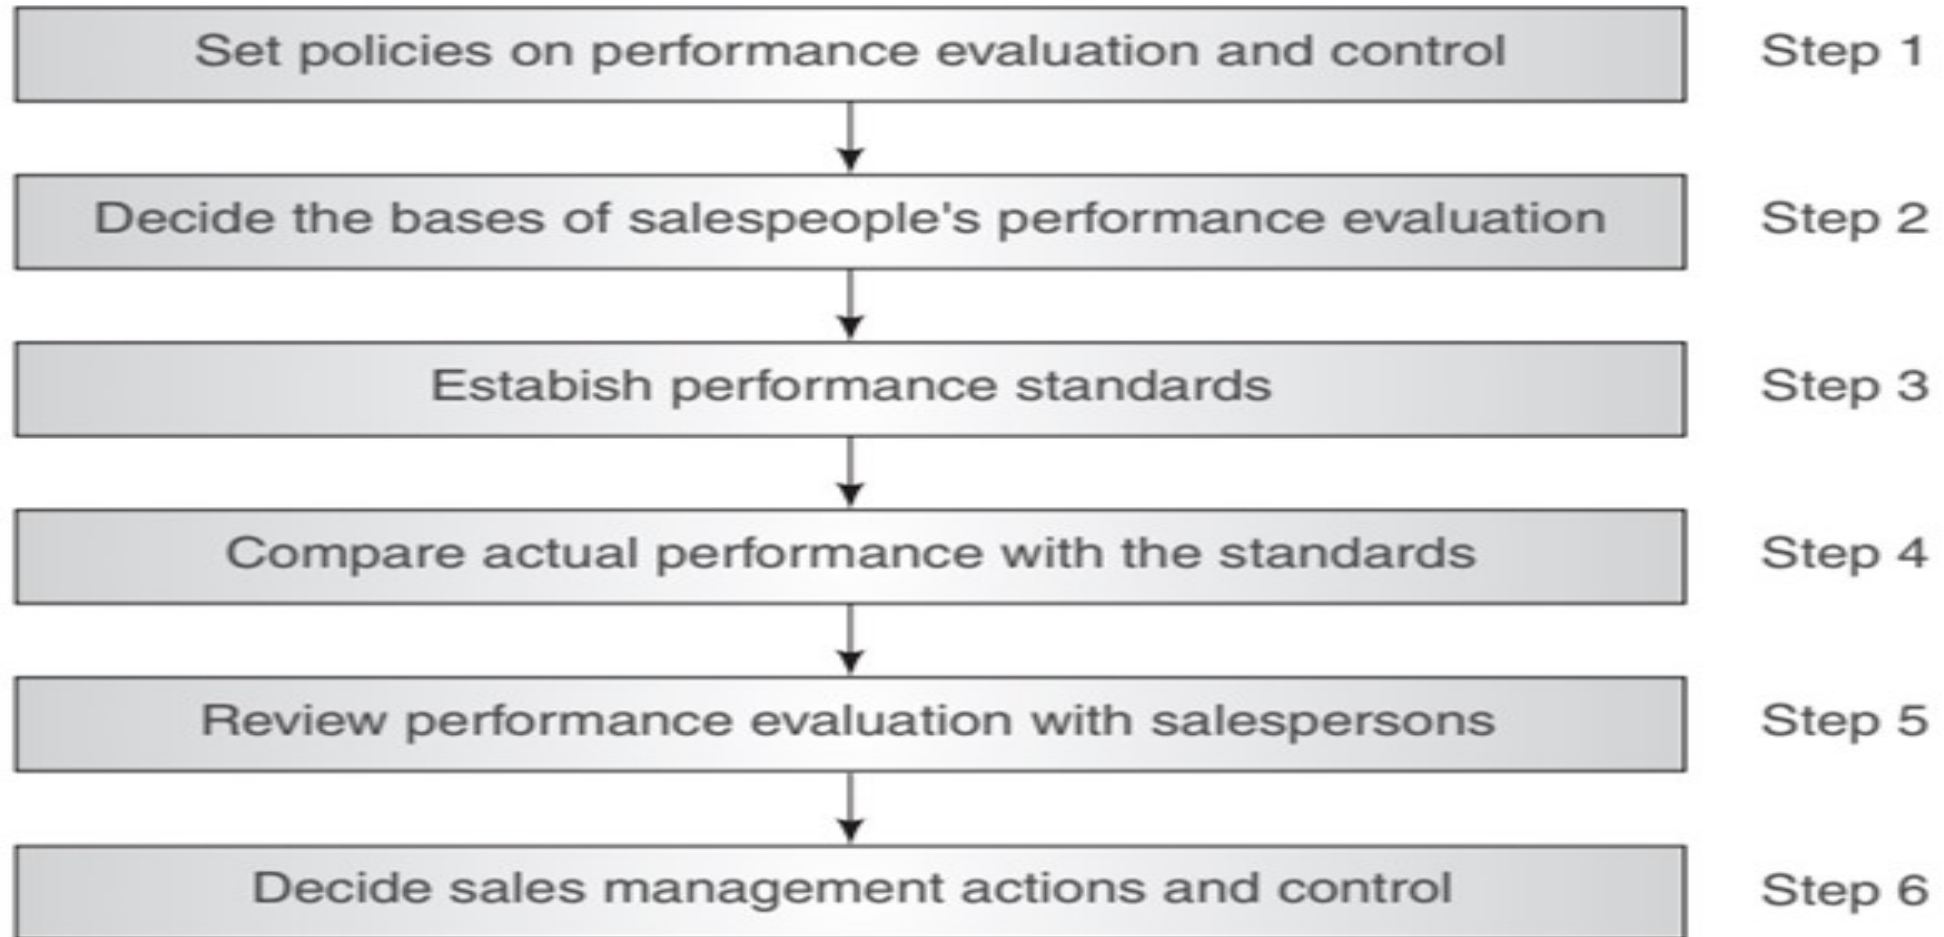 Set policies on performance evaluation and control Step 1
Decide the bases of salespeople's performance evaluation Step 2
Estabish performance standards Step 3
Compare actual performance with the standards Step 4
Review performance evaluation with salespersons Step 5
Decide sales management actions and control Step 6